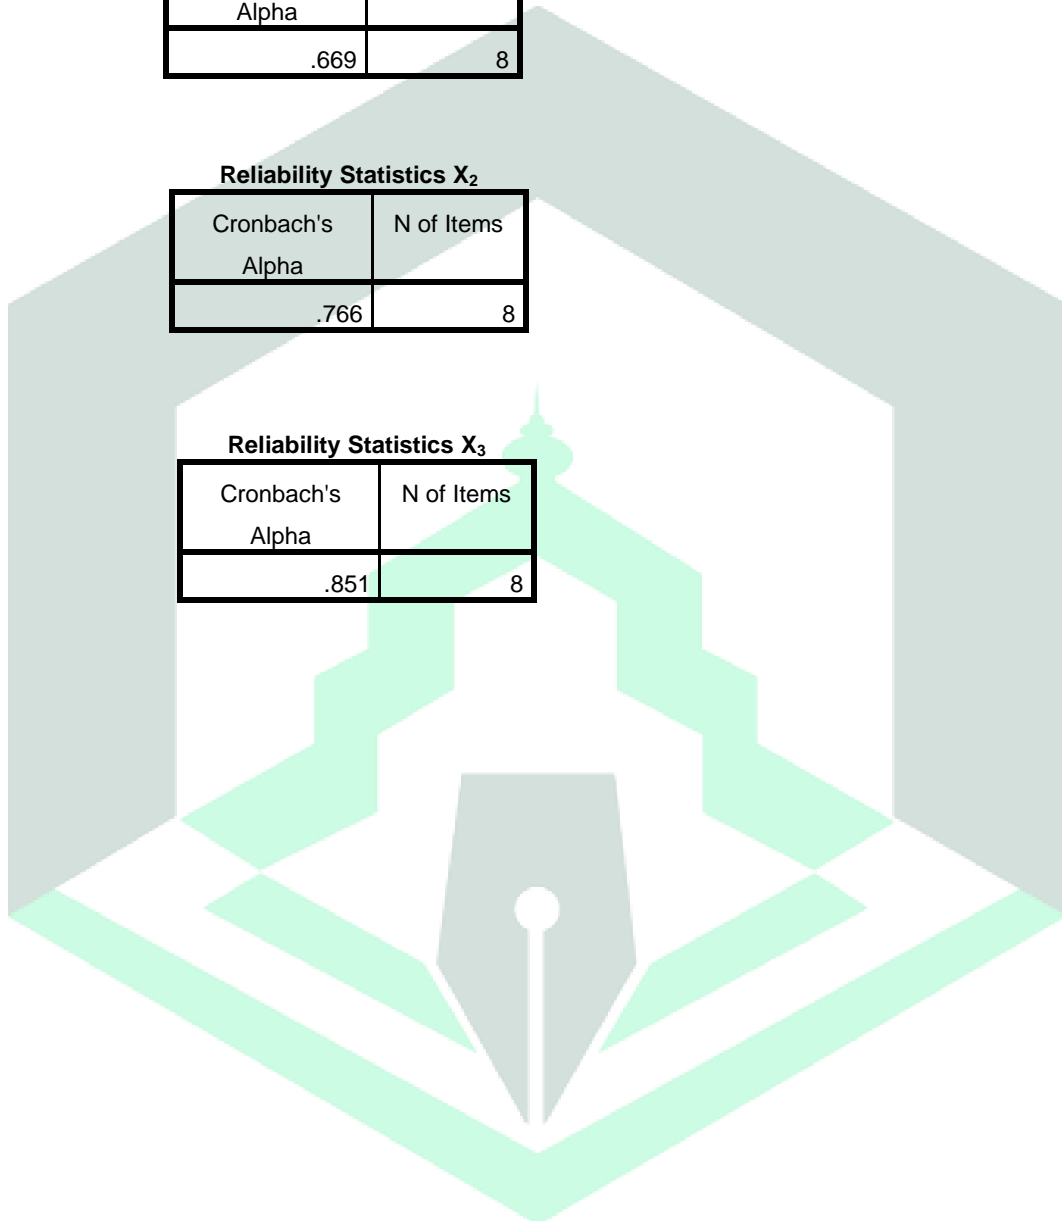 Alpha
.669 8
Reliability Statistics X₂
Cronbach's N of Items
Alpha
.766 8
Reliability Statistics X₃
Cronbach's N of Items
Alpha
.851 8